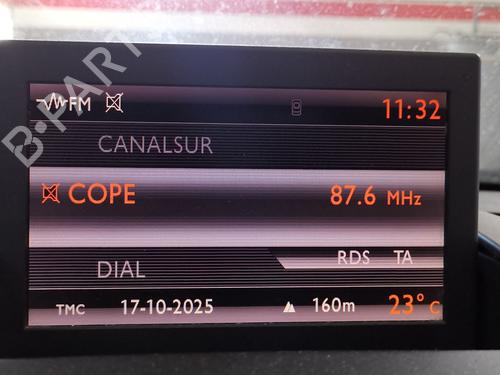 FM 11:32
CANALSUR
COPE 87.6 MHz
DIAL RDS TA
TMC 17-10-2025 160m 23° C
B-PARTS